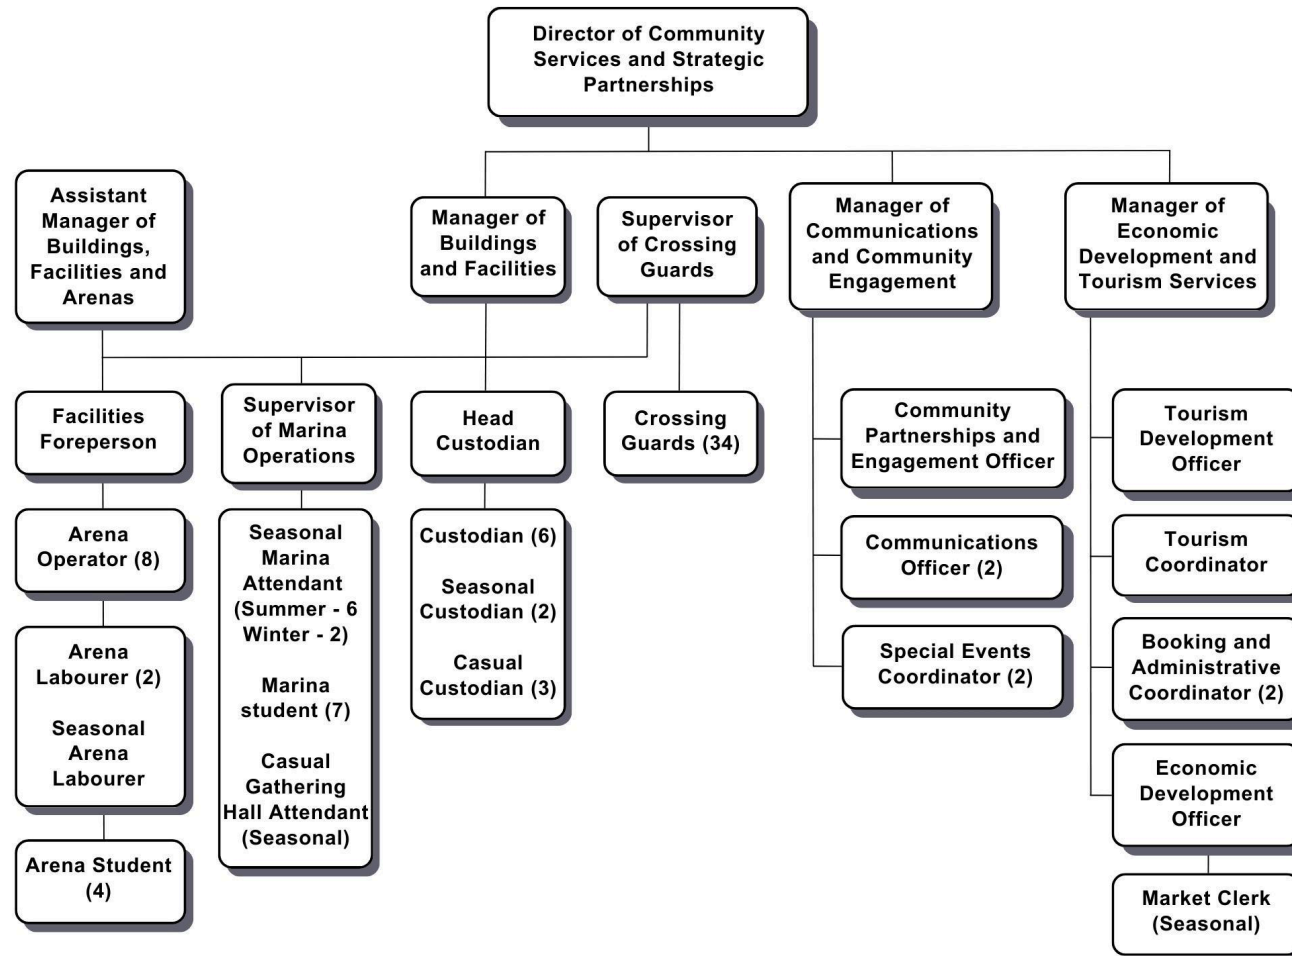 Director of Community
Services and Strategic
Partnerships
Assistant
Manager of
Buildings,
Facilities and
Arenas
Manager of
Buildings
and Facilities
Supervisor
of Crossing
Guards
Manager of
Communications
and Community
Engagement
Manager of
Economic
Development and
Tourism Services
Facilities
Foreperson
Supervisor
of Marina
Operations
Head
Custodian
Crossing
Guards (34)
Community
Partnerships and
Engagement Officer
Tourism
Development
Officer
Arena
Operator (8)
Seasonal
Marina
Attendant
(Summer - 6
Winter - 2)
Marina
student (7)
Casual
Gathering
Hall Attendant
(Seasonal)
Custodian (6)
Seasonal
Custodian (2)
Casual
Custodian (3)
Communications
Officer (2)
Tourism
Coordinator
Arena
Labourer (2)
Seasonal
Arena
Labourer
Special Events
Coordinator (2)
Booking and
Administrative
Coordinator (2)
Economic
Development
Officer
Arena Student
(4)
Market Clerk
(Seasonal)